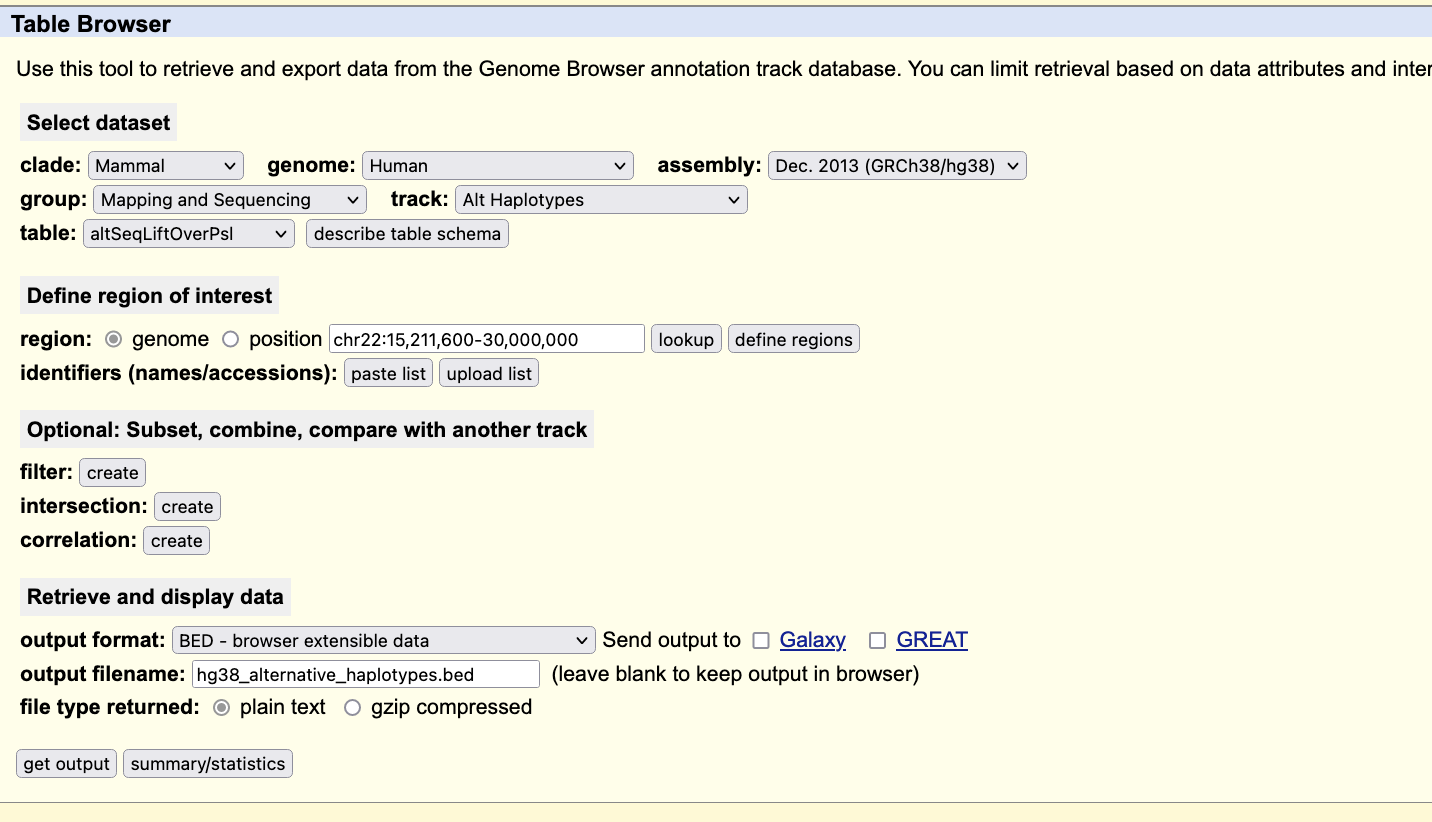 Table Browser
Use this tool to retrieve and export data from the Genome Browser annotation track database. You can limit retrieval based on data attributes and
Select dataset
clade: Mammal genome: Human assembly: Dec. 2013 (GRCh38/hg38)
group: Mapping and Sequencing track: Alt Haplotypes
table: altSeqLiftOverPsl describe table schema
Define region of interest
region: genome position chr22:15,211,600-30,000,000 lookup define regions
identifiers (names/accessions): paste list upload list
Optional: Subset, combine, compare with another track
filter: create
intersection: create
correlation: create
Retrieve and display data
output format: BED - browser extensible data Send output to Galaxy GREAT
output filename: hg38_alternative_haplotypes.bed (leave blank to keep output in browser)
file type returned: plain text gzip compressed
get output summary/statistics